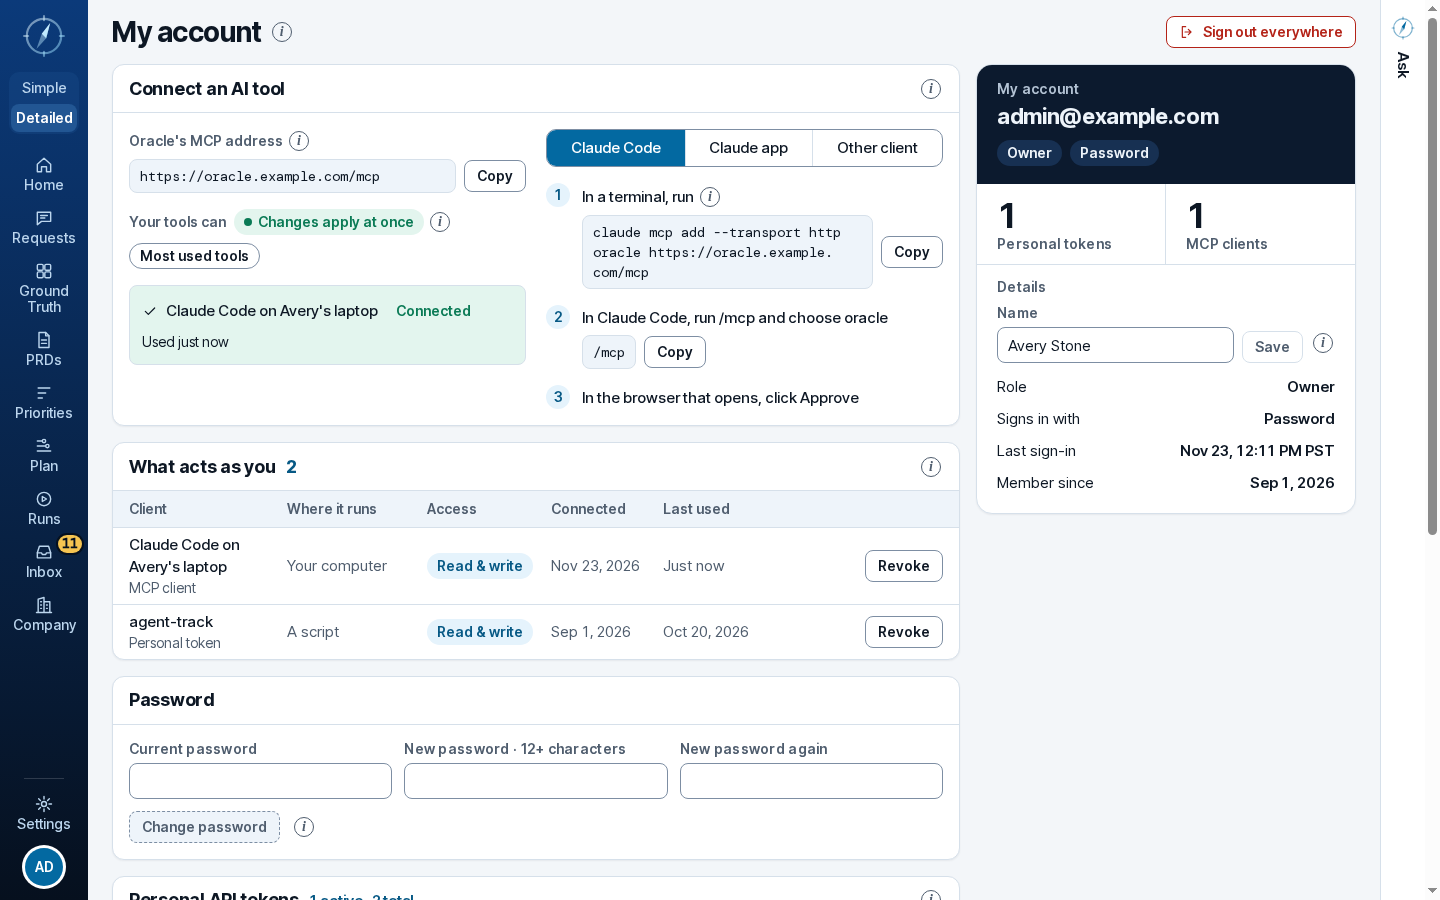 Simple
Detailed
Home
Requests
Ground
Truth
PRDs
Priorities
Plan
Runs
11
Inbox
Company
Settings
AD
My account
Sign out everywhere
Connect an AI tool
Oracle's MCP address
https://oracle.example.com/mcp
Copy
Your tools can
Changes apply at once
Most used tools
Claude Code on Avery's laptop
Connected
Used just now
Claude Code
Claude app
Other client
1
In a terminal, run
claude mcp add --transport http
oracle https://oracle.example.
com/mcp
Copy
2
In Claude Code, run /mcp and choose oracle
/mcp
Copy
3
In the browser that opens, click Approve
What acts as you 2
Client
Where it runs
Access
Connected
Last used
Claude Code on
Avery's laptop
MCP client
Your computer
Read & write
Nov 23, 2026
Just now
Revoke
agent-track
Personal token
A script
Read & write
Sep 1, 2026
Oct 20, 2026
Revoke
Password
Current password
New password · 12+ characters
New password again
Change password
Personal API tokens 1 active · 2 total
My account
admin@example.com
Owner
Password
1
Personal tokens
1
MCP clients
Details
Name
Avery Stone
Save
Role
Owner
Signs in with
Password
Last sign-in
Nov 23, 12:11 PM PST
Member since
Sep 1, 2026
Ask